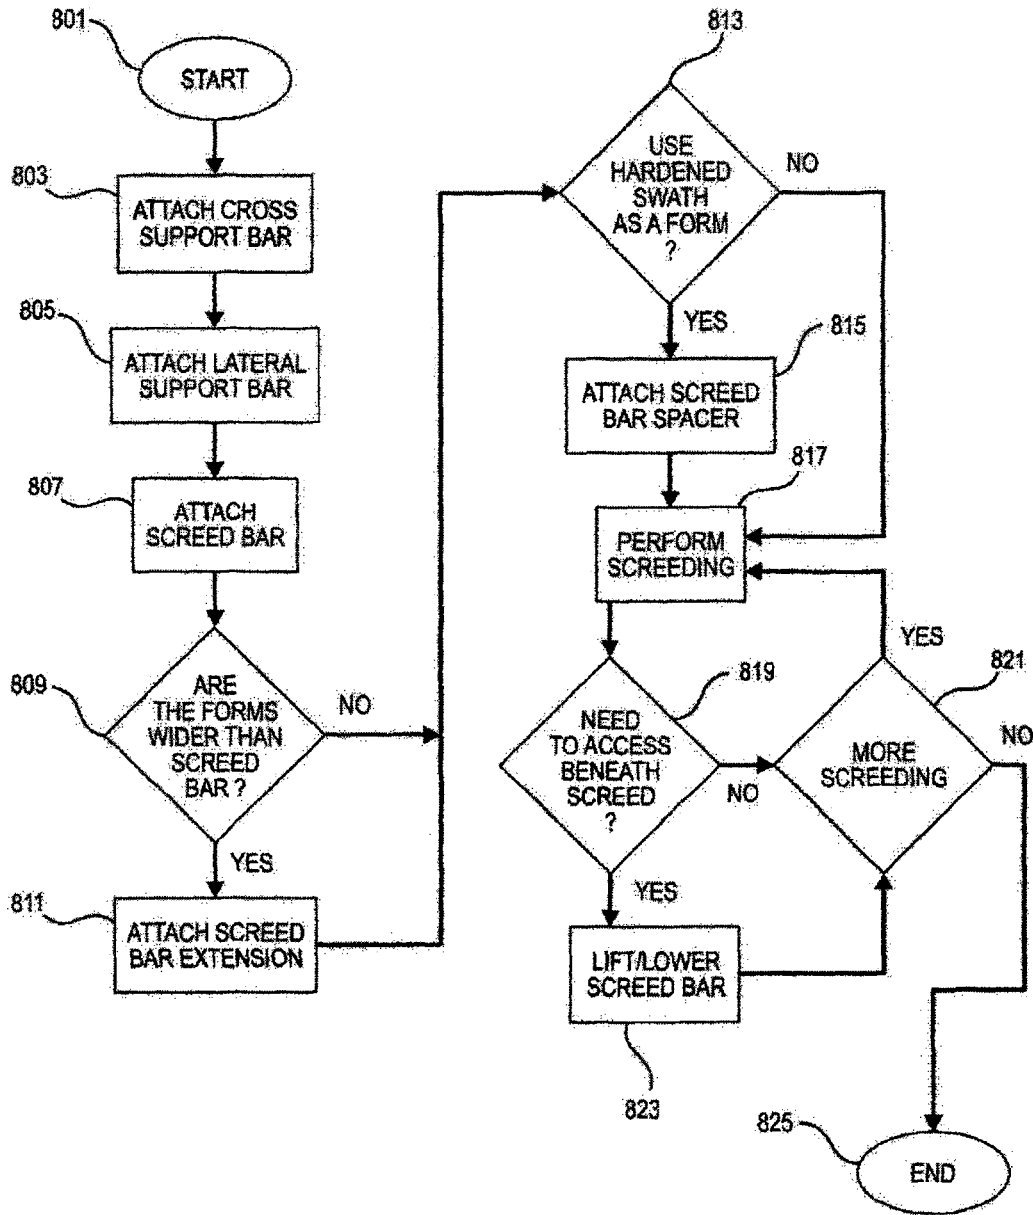 801
START
803
ATTACH CROSS
SUPPORT BAR
805
ATTACH LATERAL
SUPPORT BAR
807
ATTACH
SCREED BAR
809
ARE
THE FORMS
WIDER THAN
SCREED
BAR ?
NO
YES
811
ATTACH SCREED
BAR EXTENSION
813
USE
HARDENED
SWATH
AS A FORM
?
NO
YES
815
ATTACH SCREED
BAR SPACER
817
PERFORM
SCREEDING
819
NEED
TO ACCESS
BENEATH
SCREED
?
NO
YES
821
MORE
SCREEDING
YES
NO
LIFT/LOWER
SCREED BAR
823
825
END